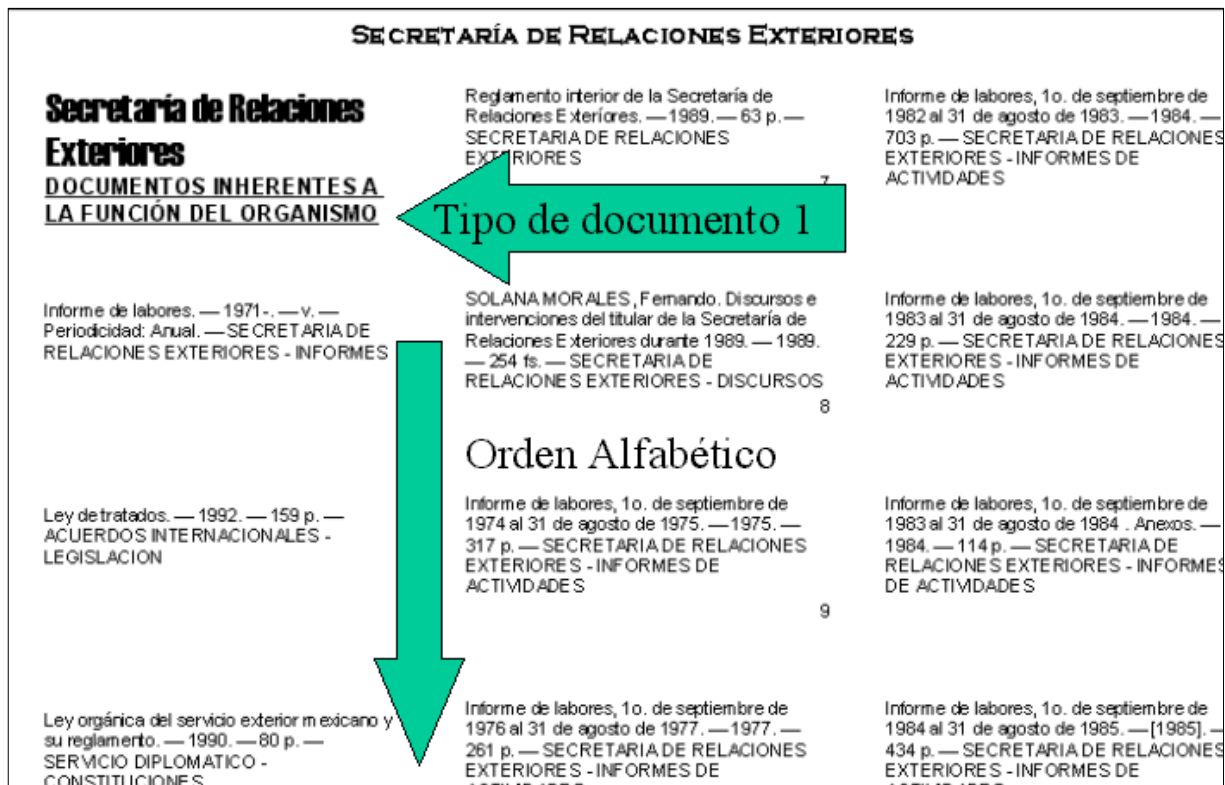 SECRETARÍA DE RELACIONES EXTERIORES
Secretaría de Relaciones
Exteriores
DOCUMENTOS INHERENTES A
LA FUNCIÓN DEL ORGANISMO
Informe de labores. — 1971-. — v. —
Periodicidad: Anual. — SECRETARIA DE
RELACIONES EXTERIORES - INFORMES
Ley de tratados. — 1992. — 159 p. —
ACUERDOS INTERNACIONALES -
LEGISLACION
Ley orgánica del servicio exterior mexicano y
su reglamento. — 1990. — 80 p. —
SERVICIO DIPLOMATICO -
CONSTITUCIONES
Reglamento interior de la Secretaría de
Relaciones Exteriores. — 1989. — 63 p. —
SECRETARIA DE RELACIONES
EXTERIORES
7
Tipo de documento 1
SOLANA MORALES, Fernando. Discursos e
intervenciones del titular de la Secretaría de
Relaciones Exteriores durante 1989. — 1989.
— 254 fs. — SECRETARIA DE
RELACIONES EXTERIORES - DISCURSOS
8
Orden Alfabético
Informe de labores, 1o. de septiembre de
1974 al 31 de agosto de 1975. — 1975. —
317 p. — SECRETARIA DE RELACIONES
EXTERIORES - INFORMES DE
ACTIVIDADES
9
Informe de labores, 1o. de septiembre de
1976 al 31 de agosto de 1977. — 1977. —
261 p. — SECRETARIA DE RELACIONES
EXTERIORES - INFORMES DE
ACTIVIDADES
Informe de labores, 1o. de septiembre de
1982 al 31 de agosto de 1983. — 1984. —
703 p. — SECRETARIA DE RELACIONES
EXTERIORES - INFORMES DE
ACTIVIDADES
Informe de labores, 1o. de septiembre de
1983 al 31 de agosto de 1984. — 1984. —
229 p. — SECRETARIA DE RELACIONES
EXTERIORES - INFORMES DE
ACTIVIDADES
Informe de labores, 1o. de septiembre de
1983 al 31 de agosto de 1984 . Anexos. —
1984. — 114 p. — SECRETARIA DE
RELACIONES EXTERIORES - INFORMES
DE ACTIVIDADES
Informe de labores, 1o. de septiembre de
1984 al 31 de agosto de 1985. — [1985]. —
434 p. — SECRETARIA DE RELACIONES
EXTERIORES - INFORMES DE
ACTIVIDADES